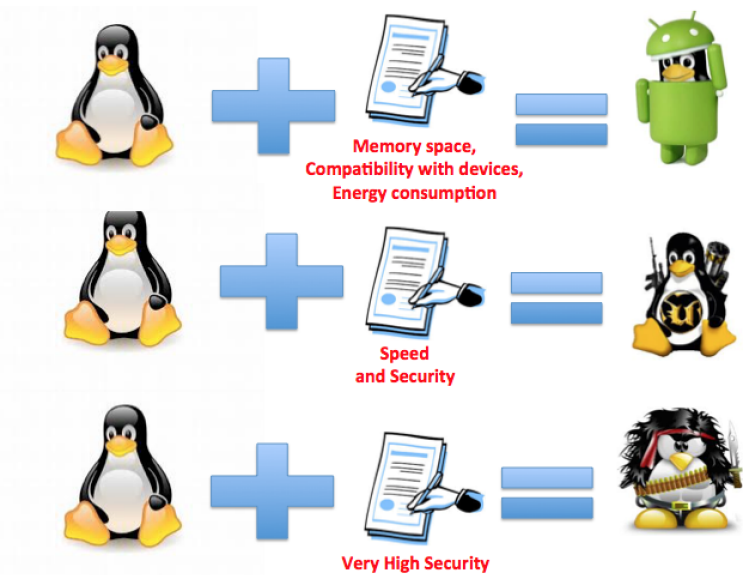 Memory space,
Compatibility with devices,
Energy consumption
Speed
and Security
Very High Security